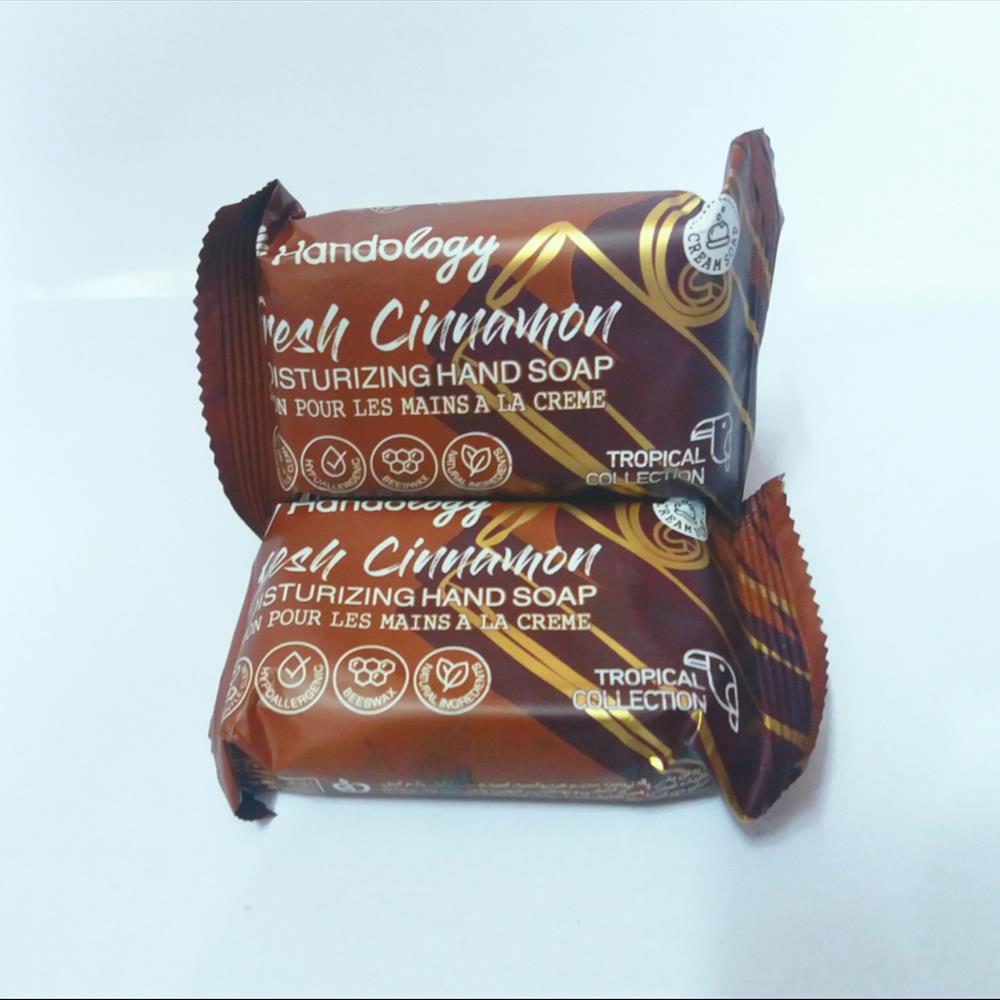 Handology
CREAM SOAP
resh Cinnamon
OISTURIZING HAND SOAP
ON POUR LES MAINS A LA CREME
HYPOALLERGENIC
BEESWAX
NATURAL INGREDIENTS
TROPICAL
COLLECTION
Handology
CREAM
resh Cinnamon
ISTURIZING HAND SOAP
ON POUR LES MAINS A LA CREME
HYPOALLERGENIC
BEESWAX
NATURAL INGREDIENTS
TROPICAL
COLLECTION